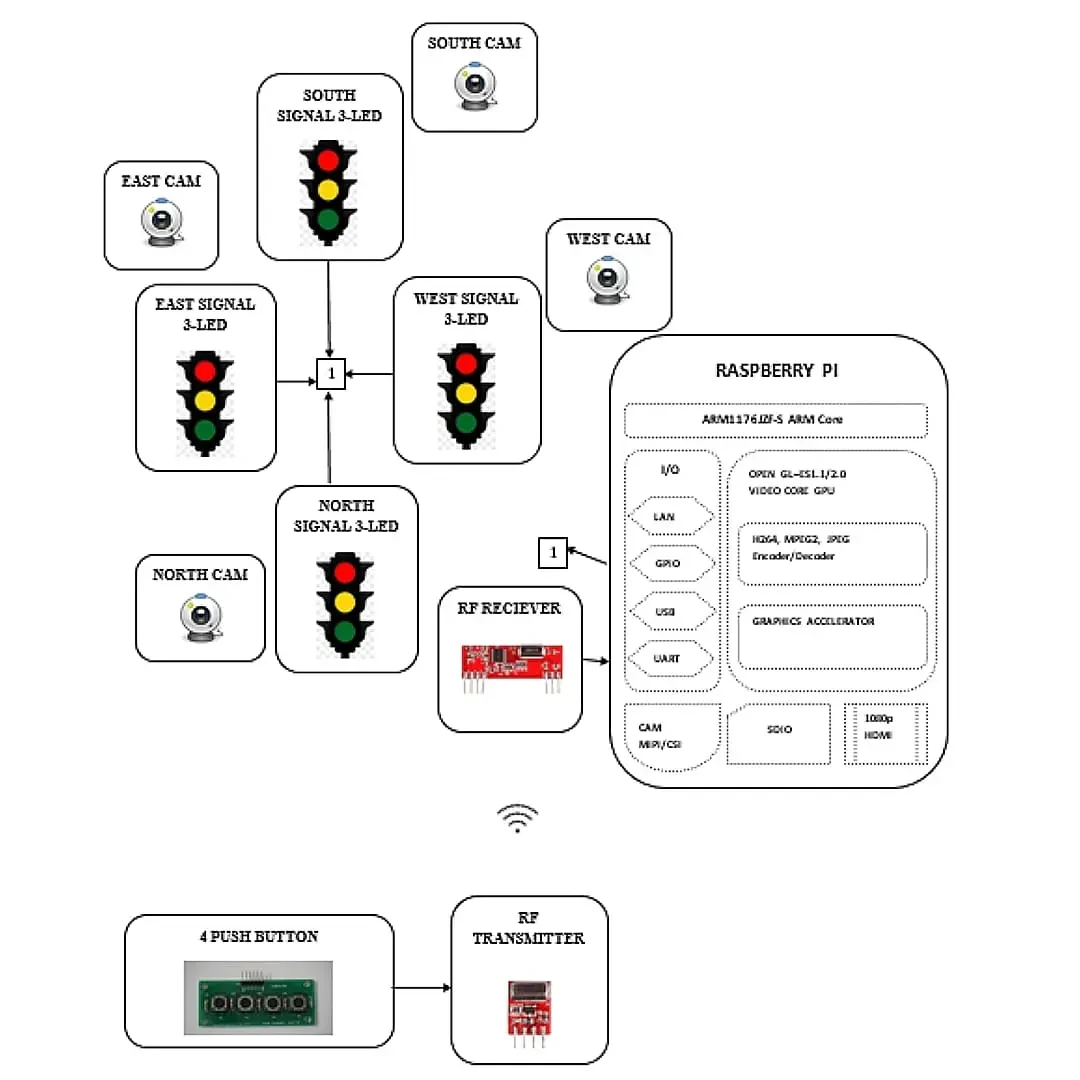 SOUTH CAM
SOUTH
SIGNAL 3-LED
EAST CAM
WEST CAM
EAST SIGNAL
3-LED
WEST SIGNAL
3-LED
1
RASPBERRY PI
ARM1176JZF-S ARM Core
I/O
LAN
GPIO
USB
UART
OPEN GL-ES1.1/2.0
VIDEO CORE GPU
H264, MPEG2, JPEG
Encoder/Decoder
GRAPHICS ACCELERATOR
CAM
MIPI/CSI
SDIO
1080p
HDMI
NORTH
SIGNAL 3-LED
1
NORTH CAM
RF RECIEVER
4 PUSH BUTTON
RF
TRANSMITTER